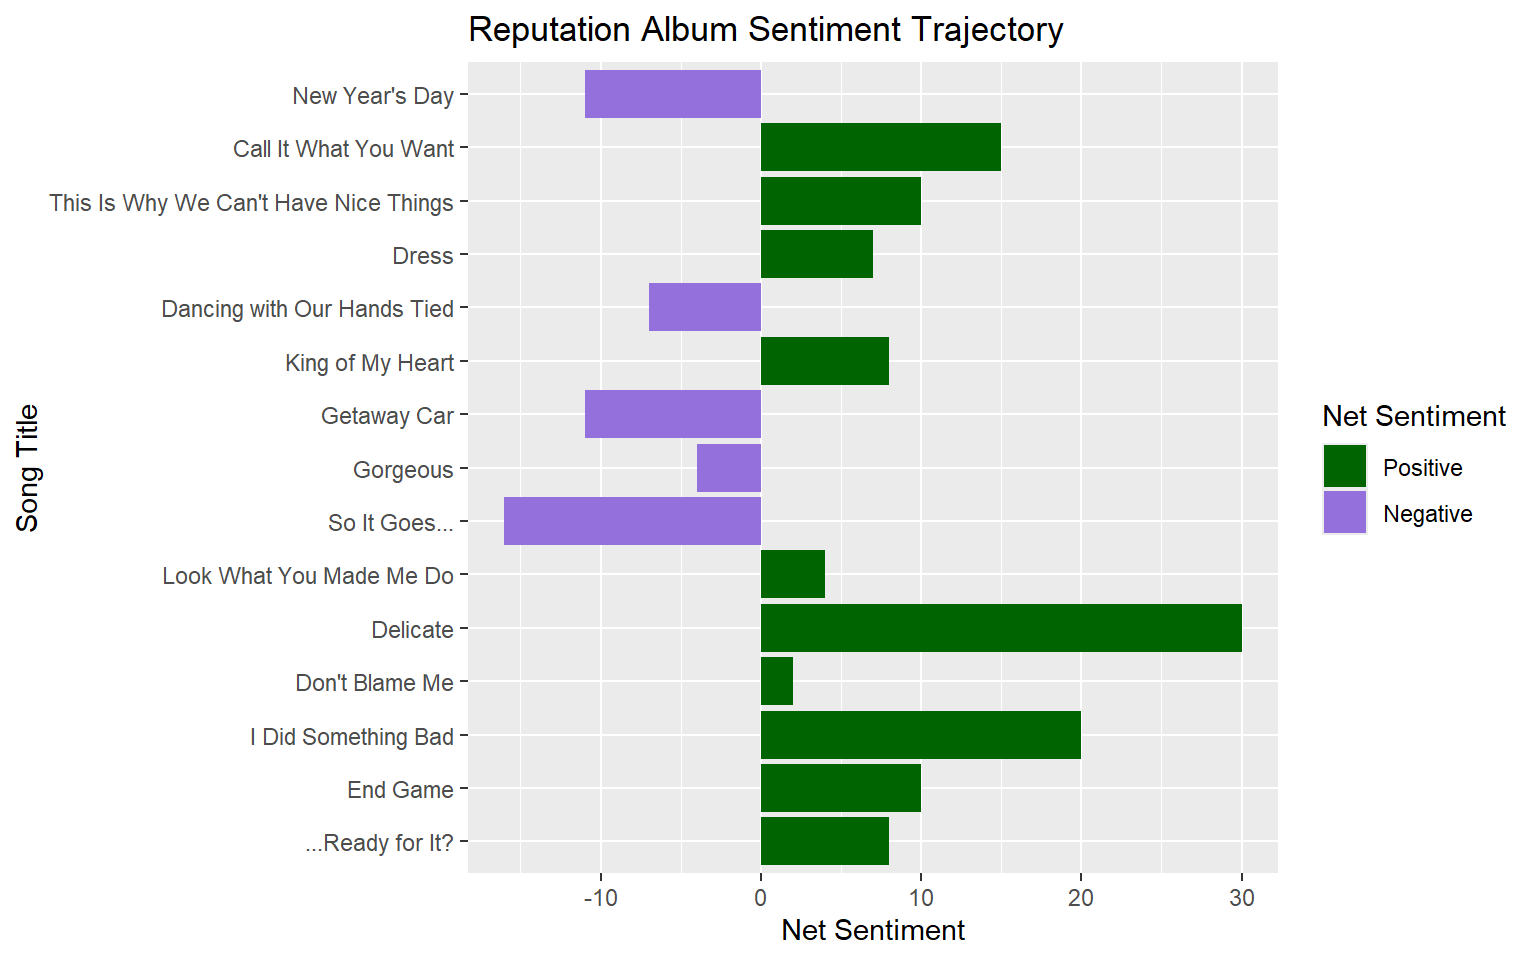 Reputation Album Sentiment Trajectory
New Year's Day
Call It What You Want
This Is Why We Can't Have Nice Things
Dress
Dancing with Our Hands Tied
King of My Heart
Getaway Car
Gorgeous
So It Goes...
Look What You Made Me Do
Delicate
Don't Blame Me
I Did Something Bad
End Game
...Ready for It?
Song Title
-10 0 10 20 30
Net Sentiment
Net Sentiment
Positive
Negative